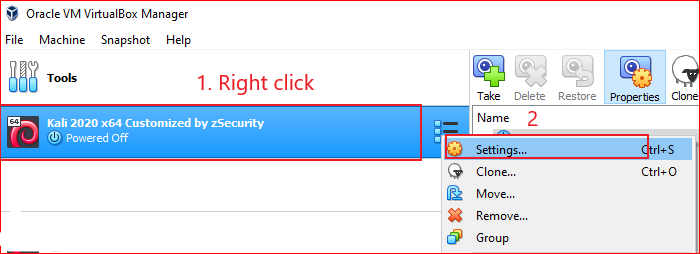 Oracle VM VirtualBox Manager
File Machine Snapshot Help
Tools
1. Right click
Take Delete Restore Properties Clone
64
Kali 2020 x64 Customized by zSecurity
Powered Off
Name
2
Settings... Ctrl+S
Clone... Ctrl+O
Move...
Remove...
Group